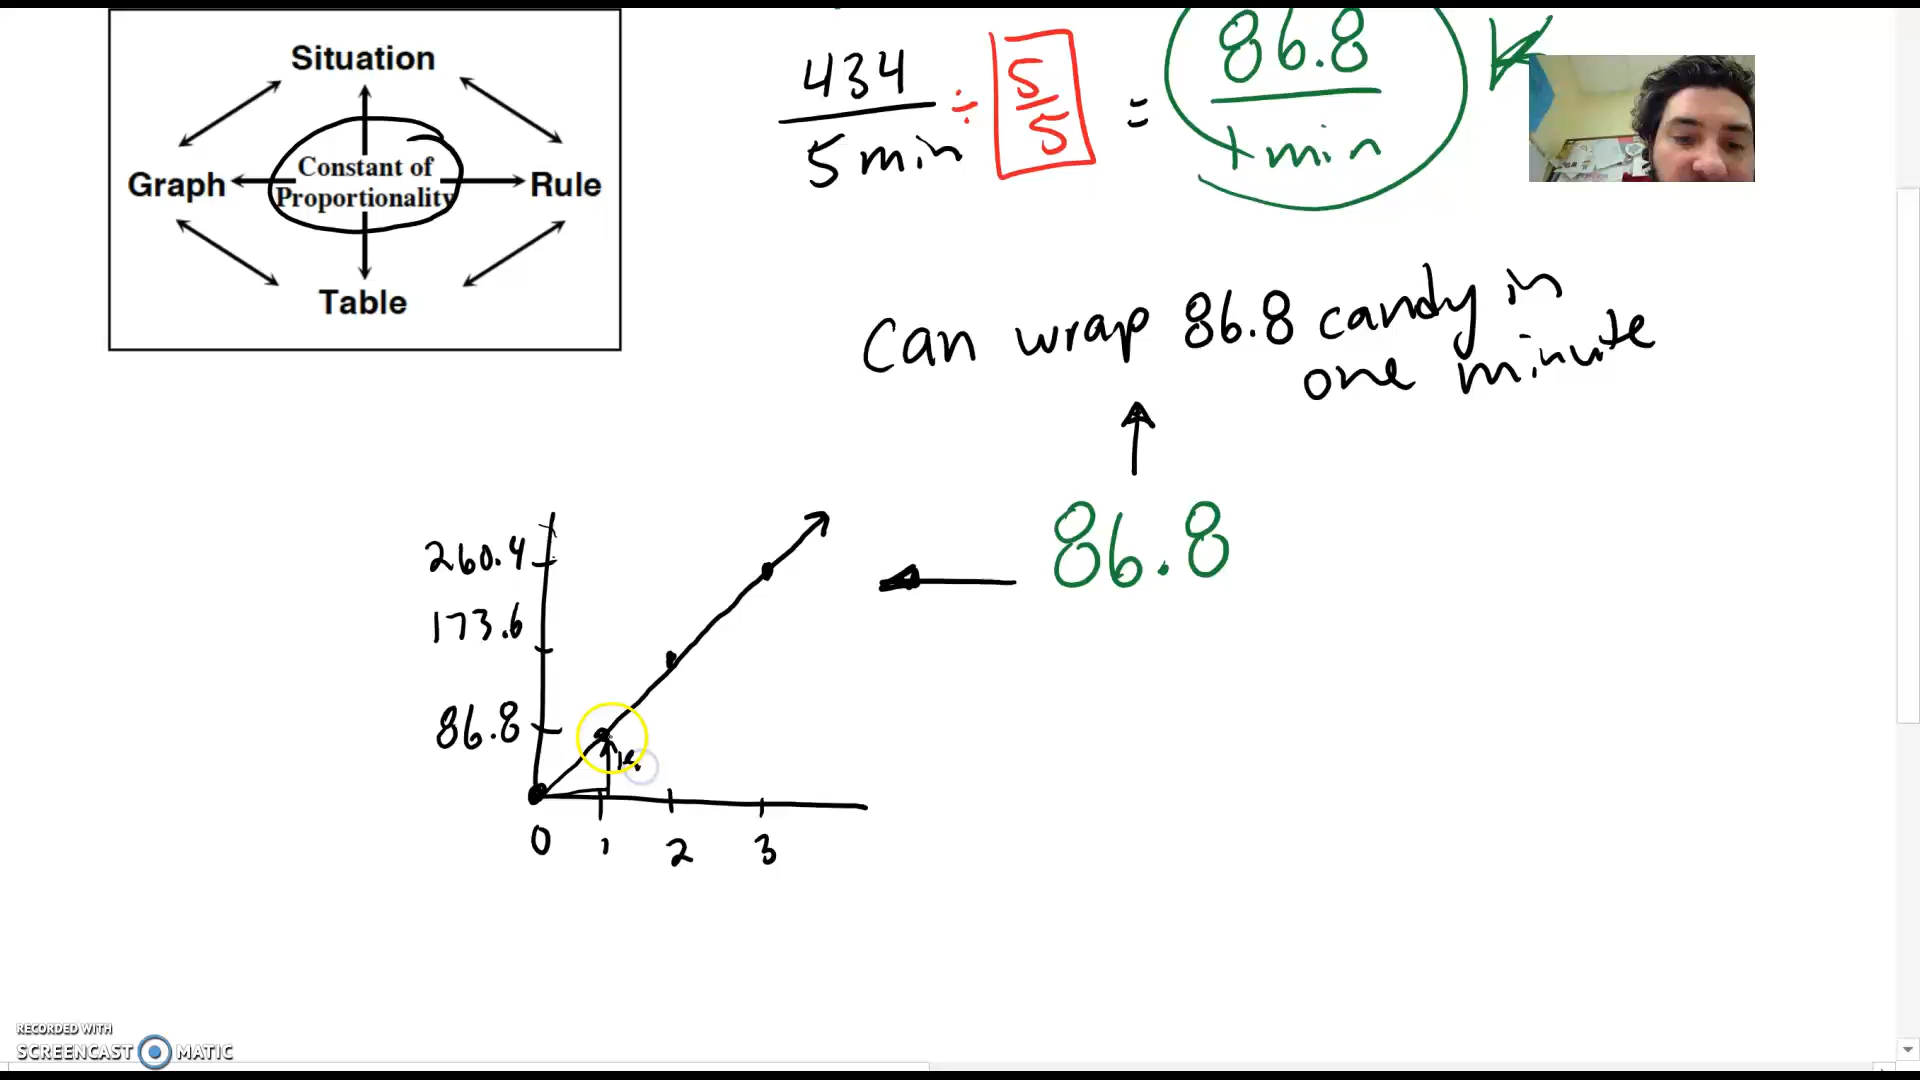 Situation
Graph
Constant of
Proportionality
Rule
Table
434
5 min
÷
5
5
=
86.8
1 min
K
Can wrap 86.8 candy in
one minute
86.8
260.4
173.6
86.8
0 1 2 3
RECORDED WITH
SCREENCAST MATIC